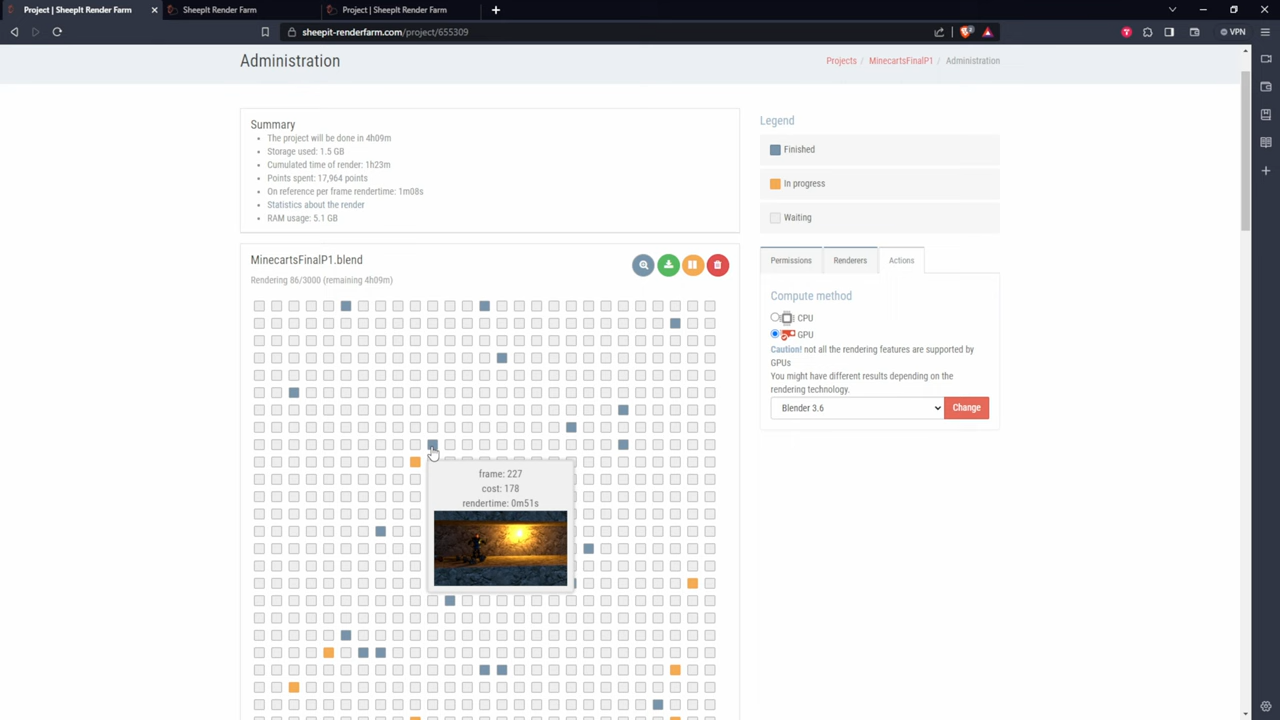 Project | SheepIt Render Farm
SheepIt Render Farm
Project | SheepIt Render Farm
sheepit-renderfarm.com/project/655309
2
VPN
Administration
Projects / MinecartsFinalP1 / Administration
Summary
The project will be done in 4h09m
Storage used: 1.5 GB
Cumulated time of render: 1h23m
Points spent: 17,964 points
On reference per frame rendertime: 1m08s
Statistics about the render
RAM usage: 5.1 GB
Legend
Finished
In progress
Waiting
MinecartsFinalP1.blend
Rendering 86/3000 (remaining 4h09m)
Permissions
Renderers
Actions
Compute method
CPU
GPU
Caution! not all the rendering features are supported by
GPUs
You might have different results depending on the
rendering technology.
Blender 3.6
Change
frame: 227
cost: 178
rendertime: 0m51s